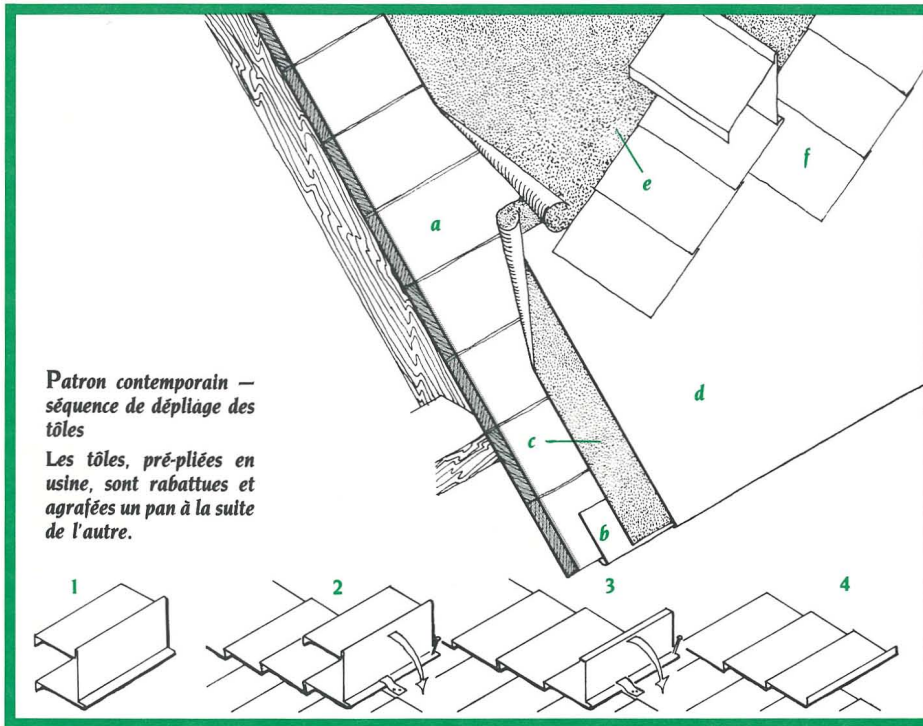 a
e
f
d
c
b
Patron contemporain —
séquence de dépliage des
tôles
Les tôles, pré-pliées en
usine, sont rabattues et
agrafées un pan à la suite
de l'autre.
1 2 3 4